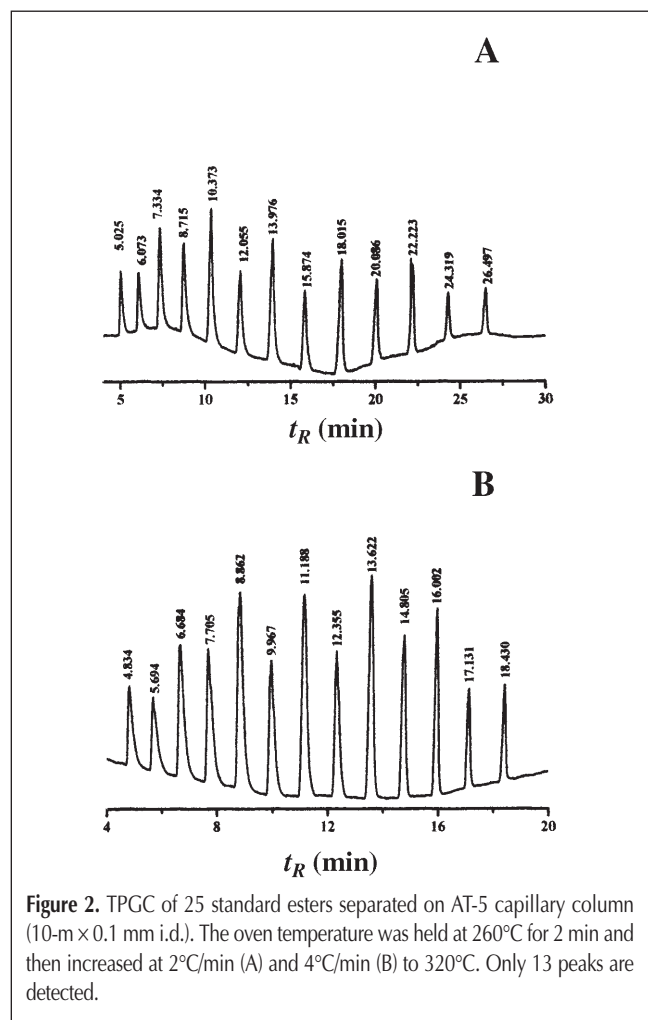 A
5.025
6.073
7.334
8.715
10.373
12.055
13.976
15.874
18.015
20.086
22.223
24.319
26.497
5 10 15 20 25 30
tR (min)
B
4.834
5.694
6.684
7.705
8.862
9.967
11.188
12.355
13.622
14.805
16.002
17.131
18.430
4 8 12 16 20
tR (min)
Figure 2. TPGC of 25 standard esters separated on AT-5 capillary column
(10-m × 0.1 mm i.d.). The oven temperature was held at 260°C for 2 min and
then increased at 2°C/min (A) and 4°C/min (B) to 320°C. Only 13 peaks are
detected.